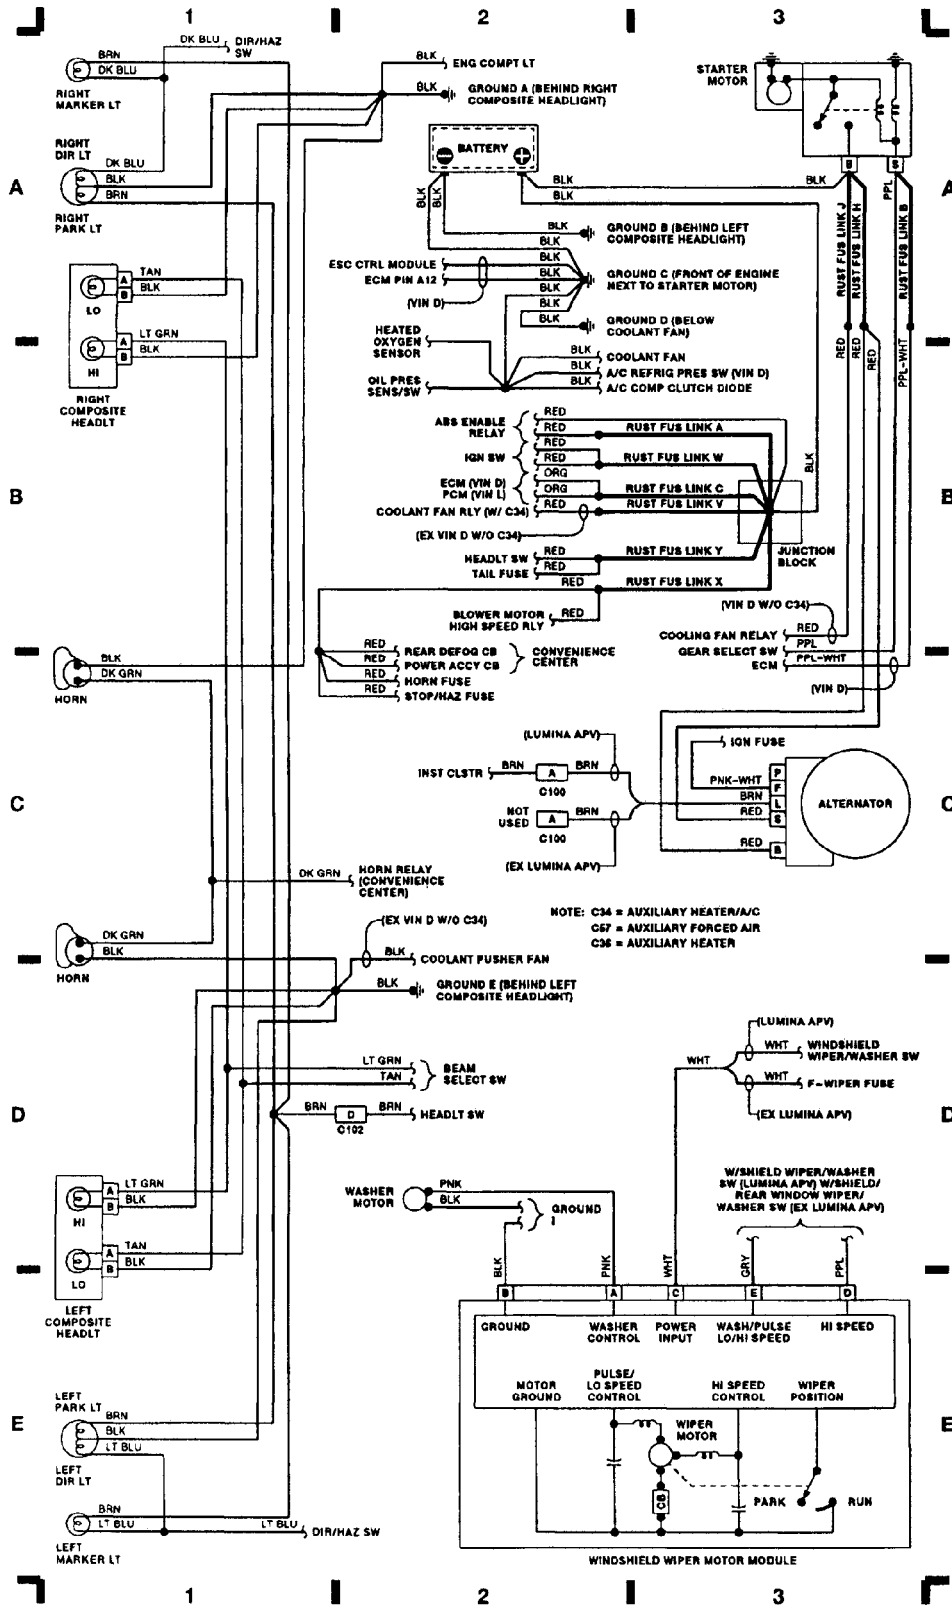 1
2
3
DK BLU
DIR/HAZ
SW
BRN
DK BLU
RIGHT
MARKER LT
BLK
ENG COMPT LT
BLK
GROUND A (BEHIND RIGHT
COMPOSITE HEADLIGHT)
STARTER
MOTOR
B
S
RIGHT
DIR LT
DK BLU
BLK
BRN
RIGHT
PARK LT
A
A
BATTERY
BLK
BLK
BLK
BLK
BLK
PPL
RUST FUS LINK J
RUST FUS LINK H
RUST FUS LINK B
BLK
GROUND B (BEHIND LEFT
COMPOSITE HEADLIGHT)
BLK
ESC CTRL MODULE
BLK
ECM PIN A12
BLK
GROUND C (FRONT OF ENGINE
NEXT TO STARTER MOTOR)
(VIN D)
BLK
BLK
BLK
GROUND D (BELOW
COOLANT FAN)
A
TAN
B
BLK
LO
A
LT GRN
B
BLK
HI
RIGHT
COMPOSITE
HEADLT
HEATED
OXYGEN
SENSOR
OIL PRES
SENS/SW
BLK
COOLANT FAN
BLK
A/C REFRIG PRES SW (VIN D)
BLK
A/C COMP CLUTCH DIODE
RED
RED
RED
PPL-WHT
B
B
ABS ENABLE
RELAY
RED
RED
RUST FUS LINK A
IGN SW
RED
RED
RUST FUS LINK W
ECM (VIN D)
PCM (VIN L)
ORG
ORG
RUST FUS LINK C
COOLANT FAN RLY (W/ C34)
RED
RUST FUS LINK V
(EX VIN D W/O C34)
BLK
HEADLT SW
RED
RUST FUS LINK Y
TAIL FUSE
RED
JUNCTION
BLOCK
RED
RUST FUS LINK X
BLOWER MOTOR
HIGH SPEED RLY
RED
(VIN D W/O C34)
COOLING FAN RELAY
RED
GEAR SELECT SW
PPL
ECM
PPL-WHT
(VIN D)
RED
REAR DEFOG CB
RED
POWER ACCY CB
CONVENIENCE
CENTER
RED
HORN FUSE
RED
STOP/HAZ FUSE
BLK
DK GRN
HORN
C
C
(LUMINA APV)
INST CLSTR
BRN
A
BRN
C100
NOT
USED
A
BRN
C100
(EX LUMINA APV)
IGN FUSE
PNK-WHT
BRN
RED
RED
P
F
L
S
B
ALTERNATOR
DK GRN
HORN RELAY
(CONVENIENCE
CENTER)
NOTE: C34 = AUXILIARY HEATER/A/C
C67 = AUXILIARY FORCED AIR
C36 = AUXILIARY HEATER
(EX VIN D W/O C34)
DK GRN
BLK
HORN
BLK
COOLANT PUSHER FAN
BLK
GROUND E (BEHIND LEFT
COMPOSITE HEADLIGHT)
LT GRN
TAN
BEAM
SELECT SW
BRN
D
BRN
C102
HEADLT SW
D
D
(LUMINA APV)
WHT
WHT
WINDSHIELD
WIPER/WASHER SW
WHT
F-WIPER FUSE
(EX LUMINA APV)
A
LT GRN
B
BLK
HI
A
TAN
B
BLK
LO
LEFT
COMPOSITE
HEADLT
WASHER
MOTOR
PNK
BLK
GROUND
I
W/SHIELD WIPER/WASHER
SW (LUMINA APV) W/SHIELD/
REAR WINDOW WIPER/
WASHER SW (EX LUMINA APV)
BLK
PNK
WHT
GRY
PPL
B
A
C
E
D
GROUND
WASHER
CONTROL
POWER
INPUT
WASH/PULSE
LO/HI SPEED
HI SPEED
MOTOR
GROUND
PULSE/
LO SPEED
CONTROL
HI SPEED
CONTROL
WIPER
POSITION
WIPER
MOTOR
CB
PARK
RUN
WINDSHIELD WIPER MOTOR MODULE
E
E
LEFT
PARK LT
BRN
BLK
LT BLU
LEFT
DIR LT
BRN
LT BLU
LT BLU
DIR/HAZ SW
LEFT
MARKER LT
1
2
3